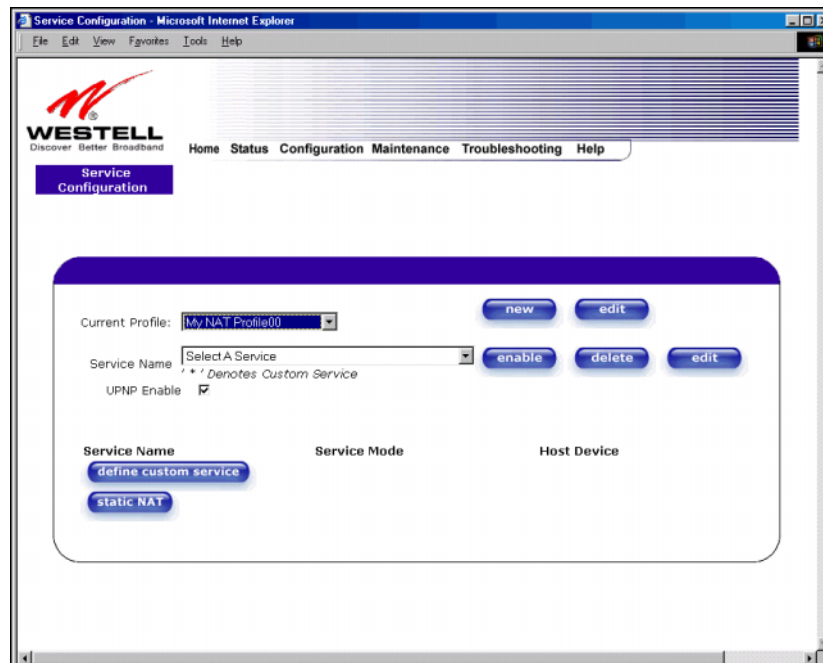 Service Configuration - Microsoft Internet Explorer
File Edit View Favorites Tools Help
®
WESTELL
Discover Better Broadband
Home Status Configuration Maintenance Troubleshooting Help
Service
Configuration
new edit
Current Profile: My NAT Profile00
Service Name Select A Service enable delete edit
' * ' Denotes Custom Service
UPNP Enable
Service Name Service Mode Host Device
define custom service
static NAT